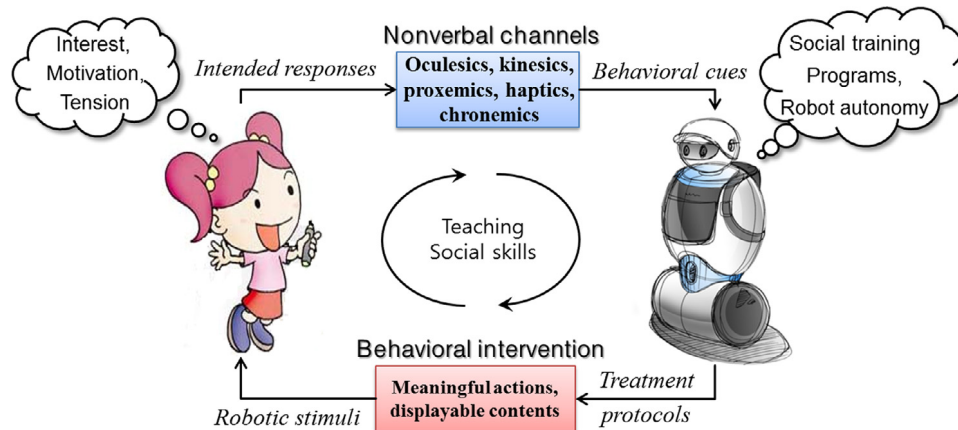 Interest,
Motivation,
Tension
Intended responses
Nonverbal channels
Oculesics, kinesics,
proxemics, haptics,
chronemics
Behavioral cues
Social training
Programs,
Robot autonomy
Teaching
Social skills
Behavioral intervention
Meaningful actions,
displayable contents
Robotic stimuli
Treatment
protocols